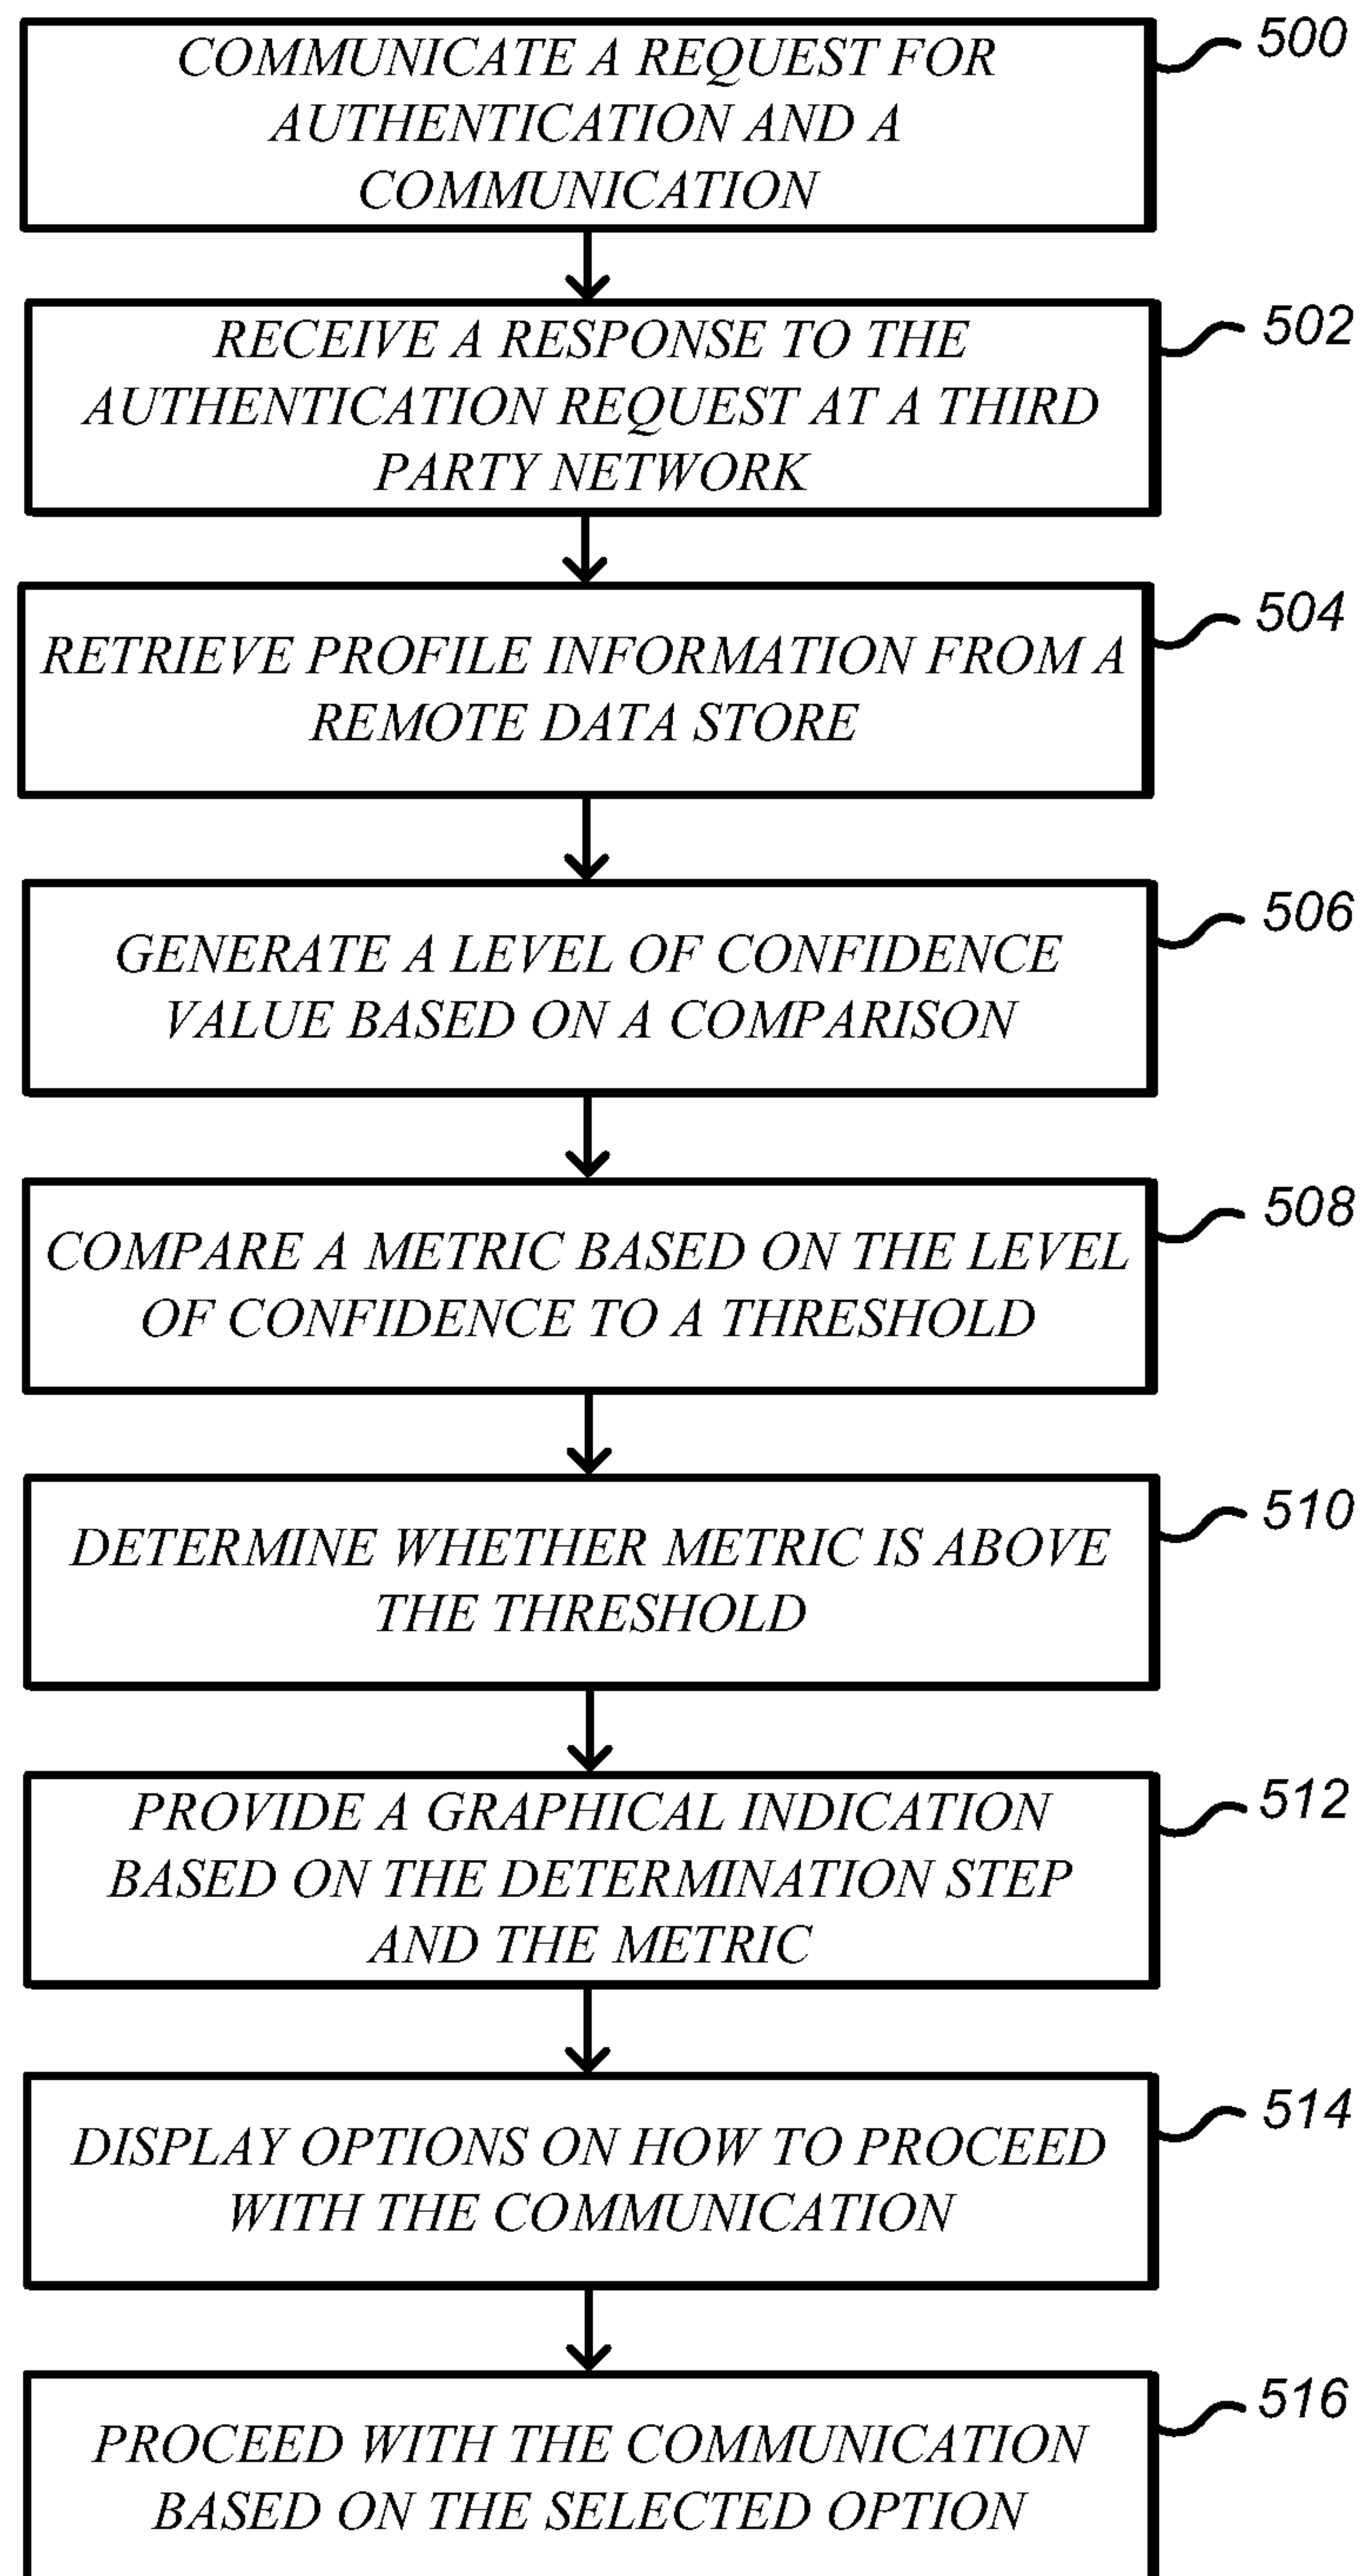 COMMUNICATE A REQUEST FOR
AUTHENTICATION AND A
COMMUNICATION
500
RECEIVE A RESPONSE TO THE
AUTHENTICATION REQUEST AT A THIRD
PARTY NETWORK
502
RETRIEVE PROFILE INFORMATION FROM A
REMOTE DATA STORE
504
GENERATE A LEVEL OF CONFIDENCE
VALUE BASED ON A COMPARISON
506
COMPARE A METRIC BASED ON THE LEVEL
OF CONFIDENCE TO A THRESHOLD
508
DETERMINE WHETHER METRIC IS ABOVE
THE THRESHOLD
510
PROVIDE A GRAPHICAL INDICATION
BASED ON THE DETERMINATION STEP
AND THE METRIC
512
DISPLAY OPTIONS ON HOW TO PROCEED
WITH THE COMMUNICATION
514
PROCEED WITH THE COMMUNICATION
BASED ON THE SELECTED OPTION
516